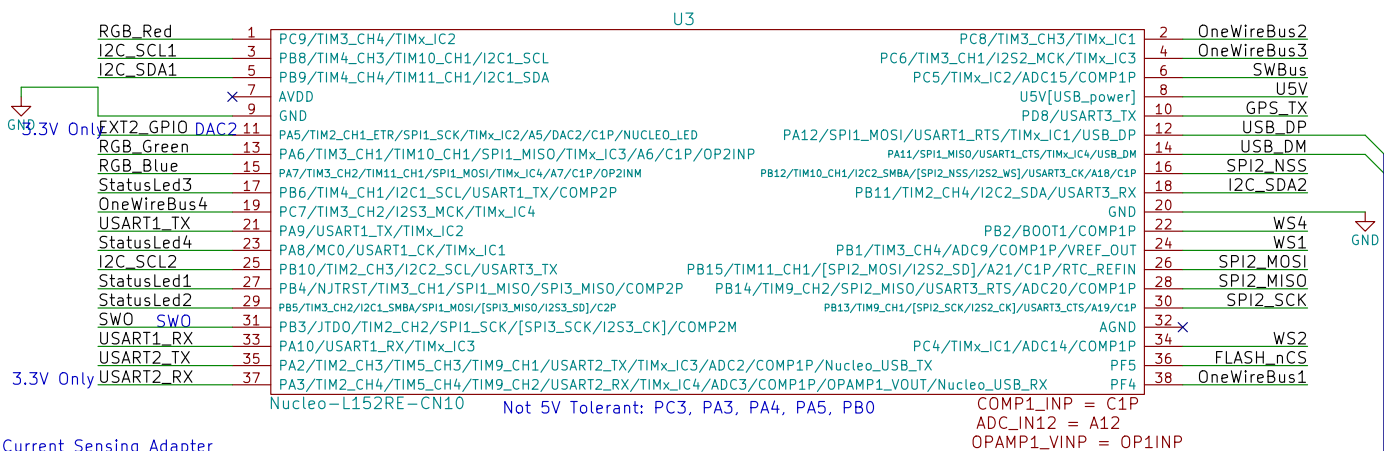 U3
RGB_Red 1 PC9/TIM3_CH4/TIMx_IC2 PC8/TIM3_CH3/TIMx_IC1 2 OneWireBus2
I2C_SCL1 3 PB8/TIM4_CH3/TIM10_CH1/I2C1_SCL PC6/TIM3_CH1/I2S2_MCK/TIMx_IC3 4 OneWireBus3
I2C_SDA1 5 PB9/TIM4_CH4/TIM11_CH1/I2C1_SDA PC5/TIMx_IC2/ADC15/COMP1P 6 SWBus
7 AVDD U5V[USB_power] 8 U5V
9 GND PD8/USART3_TX 10 GPS_TX
GND 3.3V Only EXT2_GPIO DAC2 11 PA5/TIM2_CH1_ETR/SPI1_SCK/TIMx_IC2/A5/DAC2/C1P/NUCLEO_LED PA12/SPI1_MOSI/USART1_RTS/TIMx_IC1/USB_DP 12 USB_DP
RGB_Green 13 PA6/TIM3_CH1/TIM10_CH1/SPI1_MISO/TIMx_IC3/A6/C1P/OP2INP PA11/SPI1_MISO/USART1_CTS/TIMx_IC4/USB_DM 14 USB_DM
RGB_Blue 15 PA7/TIM3_CH2/TIM11_CH1/SPI1_MOSI/TIMx_IC4/A7/C1P/OP2INM PB12/TIM10_CH1/I2C2_SMBA/[SPI2_NSS/I2S2_WS]/USART3_CK/A18/C1P 16 SPI2_NSS
StatusLed3 17 PB6/TIM4_CH1/I2C1_SCL/USART1_TX/COMP2P PB11/TIM2_CH4/I2C2_SDA/USART3_RX 18 I2C_SDA2
OneWireBus4 19 PC7/TIM3_CH2/I2S3_MCK/TIMx_IC4 GND 20 GND
USART1_TX 21 PA9/USART1_TX/TIMx_IC2 PB2/BOOT1/COMP1P 22 WS4
StatusLed4 23 PA8/MCO/USART1_CK/TIMx_IC1 PB1/TIM3_CH4/ADC9/COMP1P/VREF_OUT 24 WS1
I2C_SCL2 25 PB10/TIM2_CH3/I2C2_SCL/USART3_TX PB15/TIM11_CH1/[SPI2_MOSI/I2S2_SD]/A21/C1P/RTC_REFIN 26 SPI2_MOSI
StatusLed1 27 PB4/NJTRST/TIM3_CH1/SPI1_MISO/SPI3_MISO/COMP2P PB14/TIM9_CH2/SPI2_MISO/USART3_RTS/ADC20/COMP1P 28 SPI2_MISO
StatusLed2 29 PB5/TIM3_CH2/I2C1_SMBA/SPI1_MOSI/[SPI3_MISO/I2S3_SD]/C2P PB13/TIM9_CH1/[SPI2_SCK/I2S2_CK]/USART3_CTS/A19/C1P 30 SPI2_SCK
SWO SWO 31 PB3/JTDO/TIM2_CH2/SPI1_SCK/[SPI3_SCK/I2S3_CK]/COMP2M AGND 32
USART1_RX 33 PA10/USART1_RX/TIMx_IC3 PC4/TIMx_IC1/ADC14/COMP1P 34 WS2
USART2_TX 35 PA2/TIM2_CH3/TIM5_CH3/TIM9_CH1/USART2_TX/TIMx_IC3/ADC2/COMP1P/Nucleo_USB_TX PF5 36 FLASH_nCS
3.3V Only USART2_RX 37 PA3/TIM2_CH4/TIM5_CH4/TIM9_CH2/USART2_RX/TIMx_IC4/ADC3/COMP1P/OPAMP1_VOUT/Nucleo_USB_RX PF4 38 OneWireBus1
Nucleo-L152RE-CN10 Not 5V Tolerant: PC3, PA3, PA4, PA5, PB0 COMP1_INP = C1P
ADC_IN12 = A12
Current Sensing Adapter OPAMP1_VINP = OP1INP